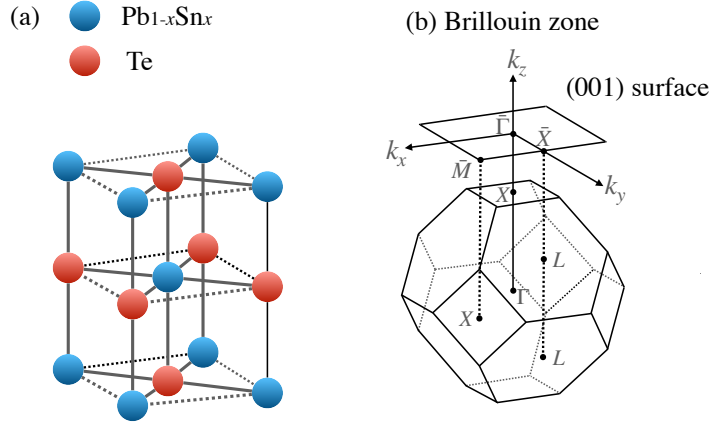 (a) Pb1-xSnx
Te
(b) Brillouin zone
kz
(001) surface
Γ̄
X̄
kx
M̄
ky
X
L
Γ
X
L